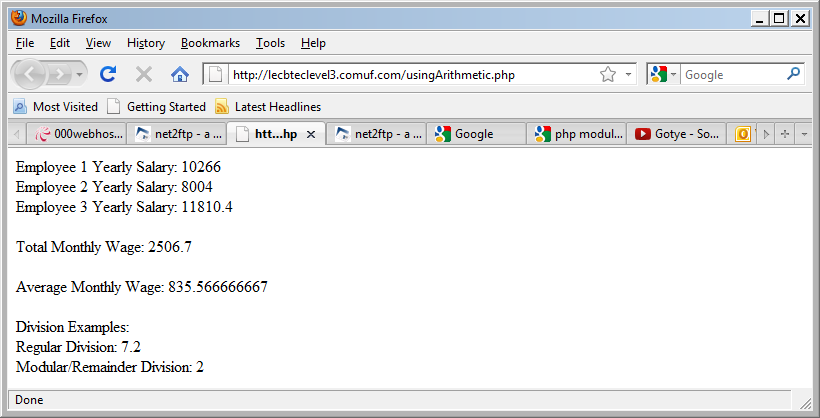 Mozilla Firefox
File Edit View History Bookmarks Tools Help
http://lecbteclevel3.comuf.com/usingArithmetic.php Google
Most Visited Getting Started Latest Headlines
000webhos... net2ftp - a ... htt...hp net2ftp - a ... Google php modul... Gotye - So...
Employee 1 Yearly Salary: 10266
Employee 2 Yearly Salary: 8004
Employee 3 Yearly Salary: 11810.4
Total Monthly Wage: 2506.7
Average Monthly Wage: 835.566666667
Division Examples:
Regular Division: 7.2
Modular/Remainder Division: 2
Done